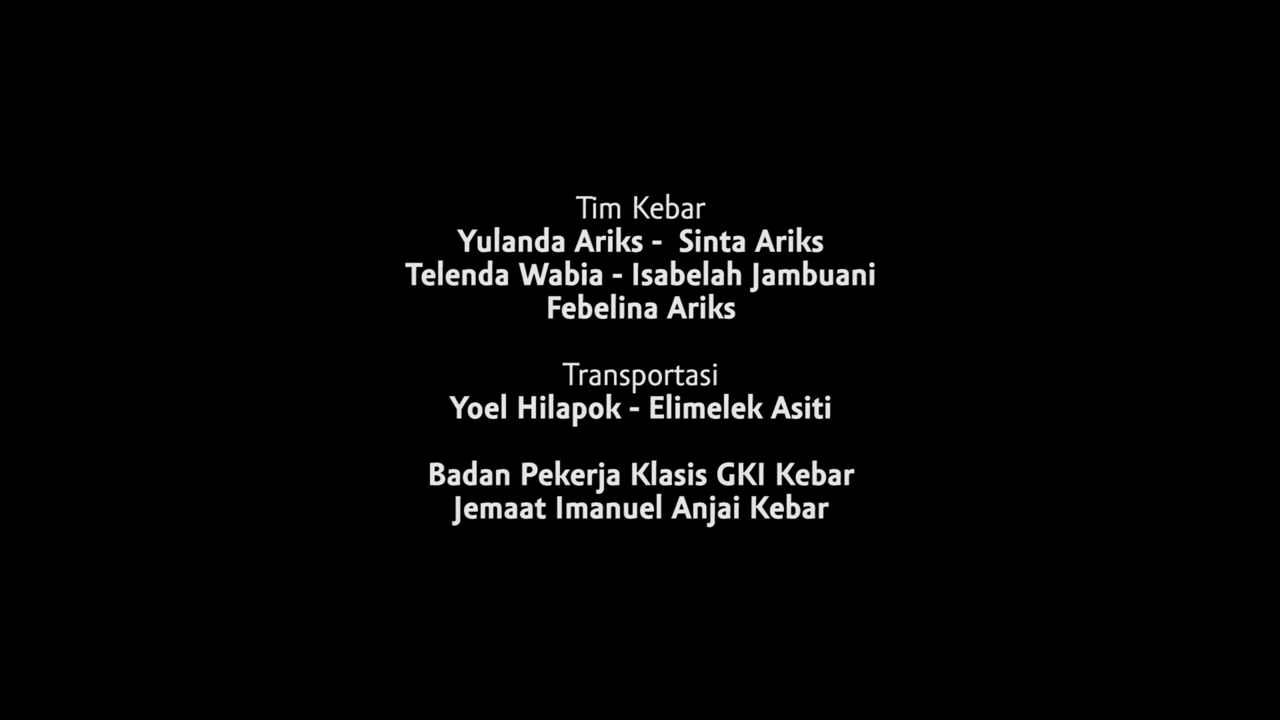 Tim Kebar
Yulanda Ariks -  Sinta Ariks
Telenda Wabia - Isabelah Jambuani
Febelina Ariks
Transportasi
Yoel Hilapok - Elimelek Asiti
Badan Pekerja Klasis GKI Kebar
Jemaat Imanuel Anjai Kebar